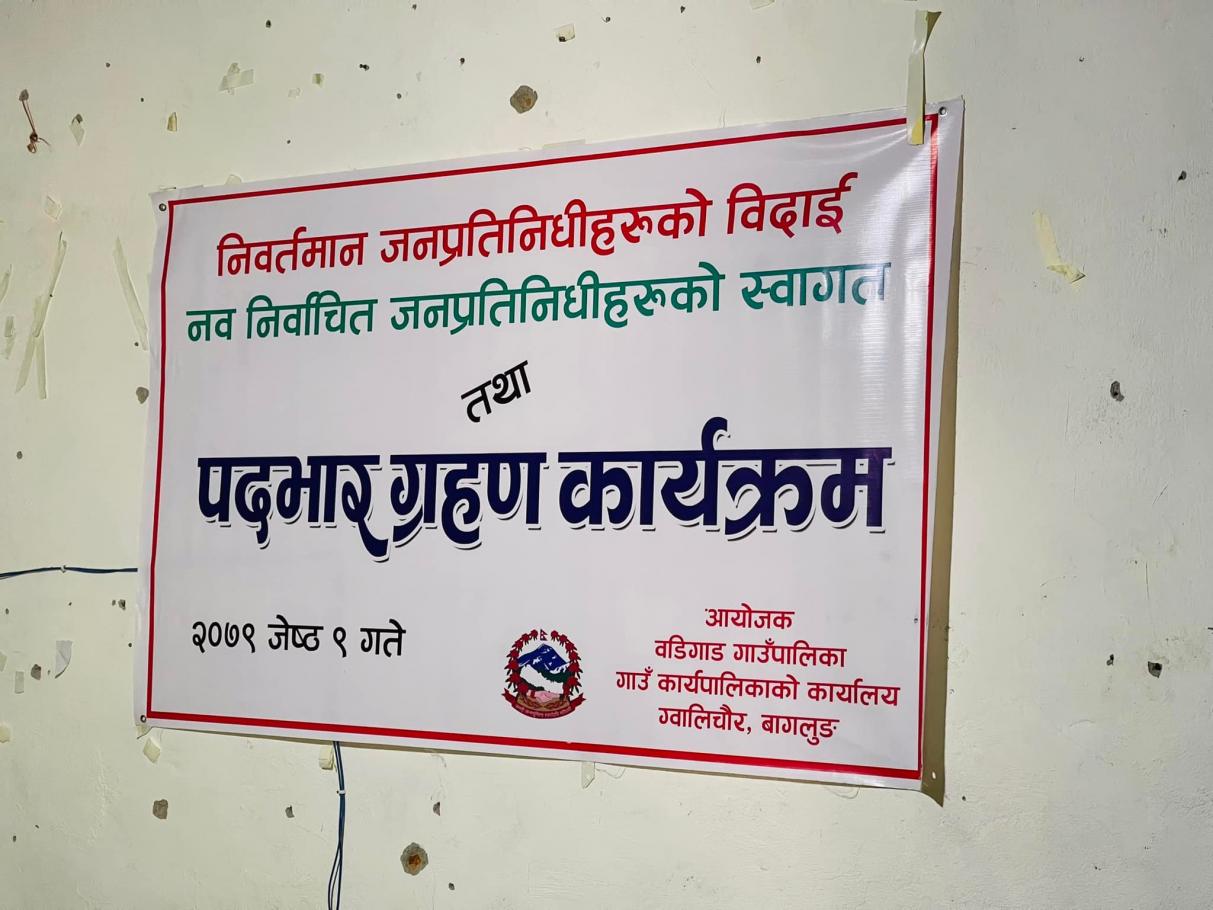 निवर्तमान जनप्रतिनिधीहरूको विदाई
नव निर्वाचित जनप्रतिनिधीहरूको स्वागत
तथा
पदभार ग्रहण कार्यक्रम
२०७९ जेष्ठ ९ गते
आयोजक
वडिगाड गाउँपालिका
गाउँ कार्यपालिकाको कार्यालय
ग्वालिचौर, बागलुङ